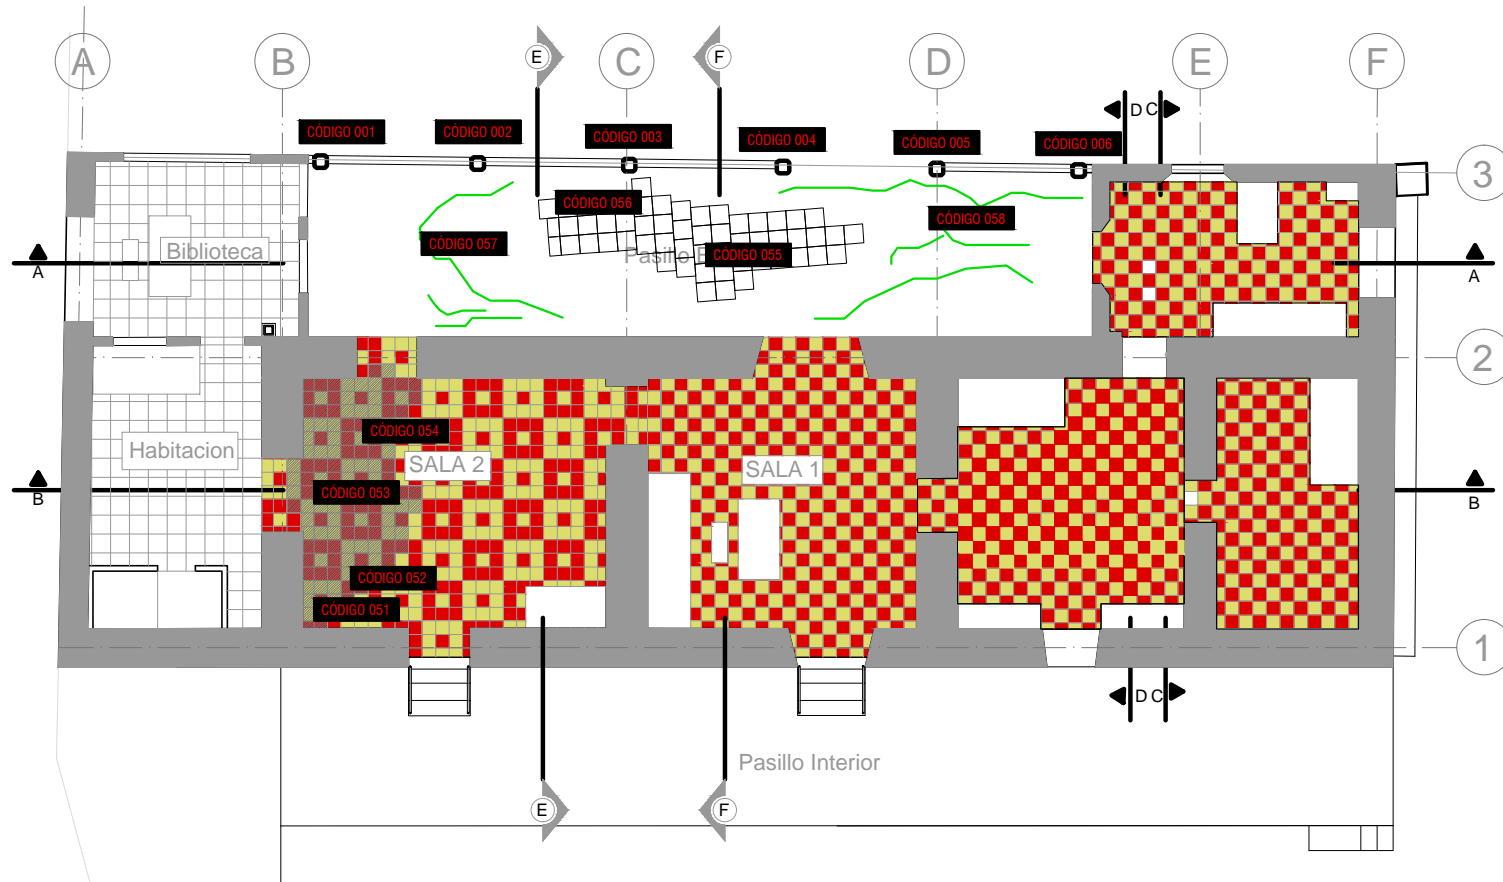 A
B
E
C
F
D
D C
E
F
CÓDIGO 001
CÓDIGO 002
CÓDIGO 003
CÓDIGO 004
CÓDIGO 005
CÓDIGO 006
3
CÓDIGO 056
CÓDIGO 058
CÓDIGO 057
Biblioteca
Pasillo
CÓDIGO 055
A
A
2
CÓDIGO 054
Habitacion
SALA 2
SALA 1
CÓDIGO 053
B
B
CÓDIGO 052
CÓDIGO 051
1
D C
Pasillo Interior
E
F